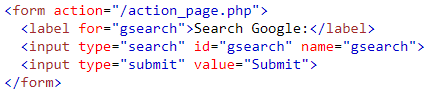 <form action="/action_page.php">
  <label for="gsearch">Search Google:</label>
  <input type="search" id="gsearch" name="gsearch">
  <input type="submit" value="Submit">
</form>